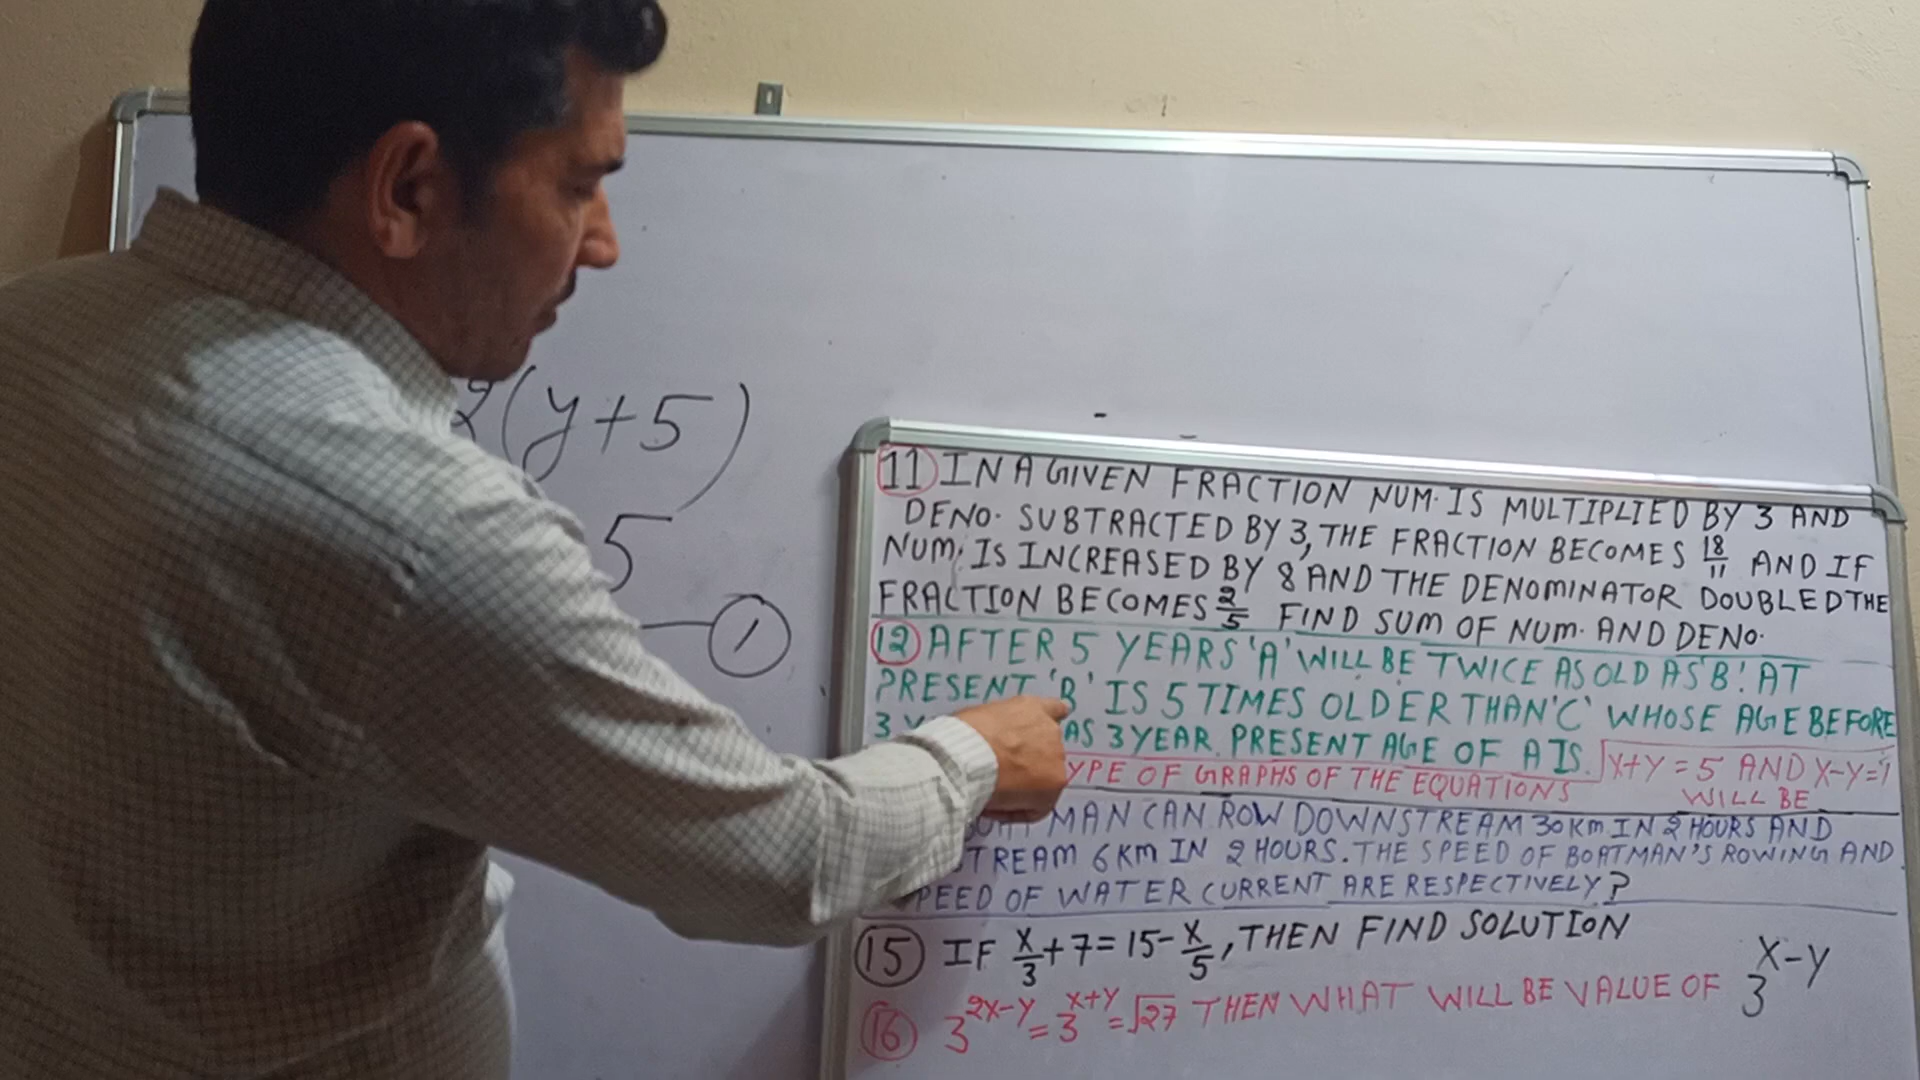 2(y+5)
5
1
11 IN A GIVEN FRACTION NUM. IS MULTIPLIED BY 3 AND
DENO. SUBTRACTED BY 3, THE FRACTION BECOMES 18/11 AND IF
NUM. IS INCREASED BY 8 AND THE DENOMINATOR DOUBLED THE
FRACTION BECOMES 2/5 FIND SUM OF NUM. AND DENO.
12 AFTER 5 YEARS 'A' WILL BE TWICE AS OLD AS 'B'. AT
PRESENT 'B' IS 5 TIMES OLDER THAN 'C' WHOSE AGE BEFORE
3 AS 3 YEAR. PRESENT AGE OF A IS.
YPE OF GRAPHS OF THE EQUATIONS x+y=5 AND x-y=1
WILL BE
MAN CAN ROW DOWNSTREAM 30Km IN 2 HOURS AND
TREAM 6Km IN 2 HOURS. THE SPEED OF BOATMAN'S ROWING AND
PEED OF WATER CURRENT ARE RESPECTIVELY?
15 IF x/3+7=15-x/5, THEN FIND SOLUTION
16 3^(2x-y)=3^(x+y)=√27 THEN WHAT WILL BE VALUE OF 3^(x-y)